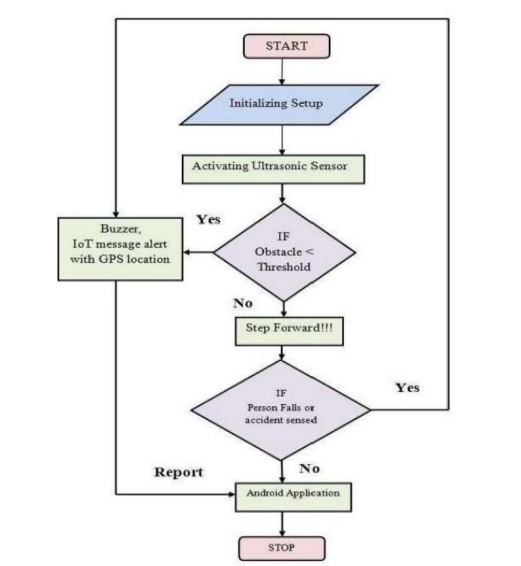 START
Initializing Setup
Activating Ultrasonic Sensor
Yes
Buzzer,
IoT message alert
with GPS location
IF
Obstacle <
Threshold
No
Step Forward!!!
IF
Person Falls or
accident sensed
Yes
No
Report
Android Application
STOP